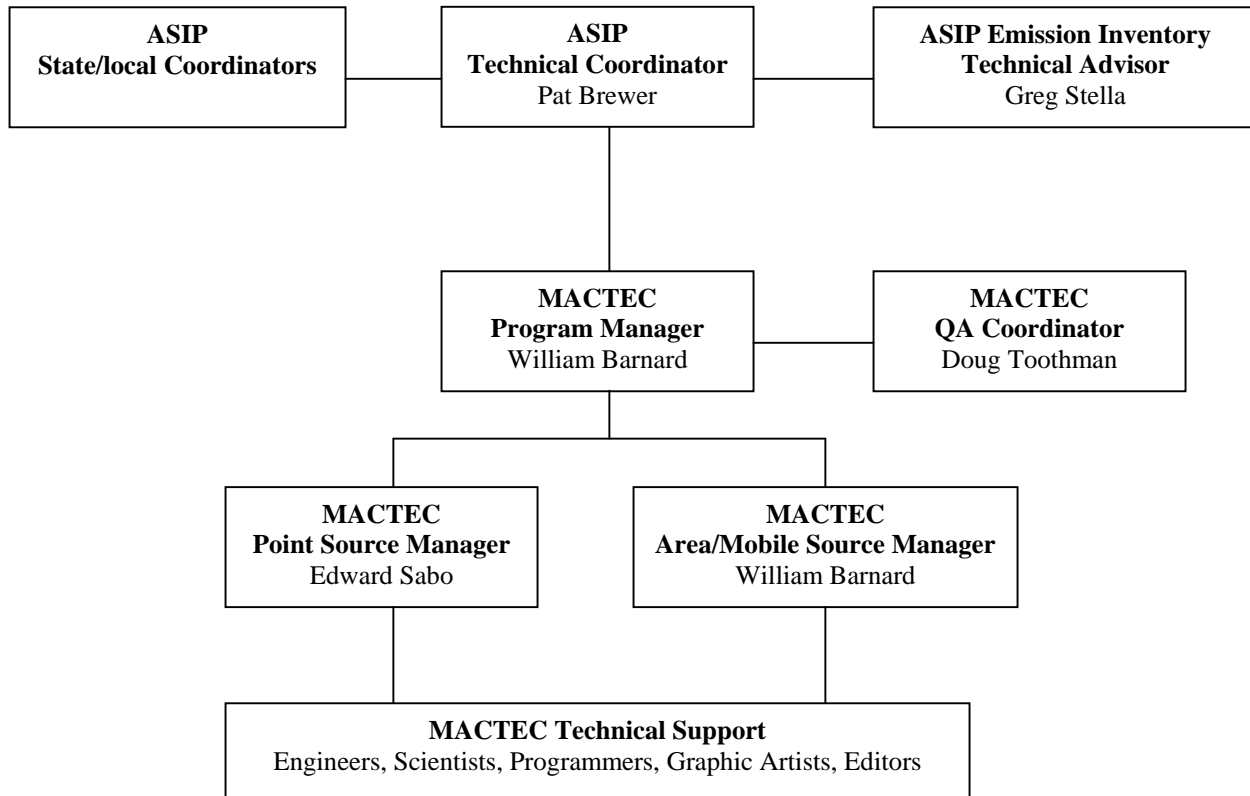 ASIP
State/local Coordinators
ASIP
Technical Coordinator
Pat Brewer
ASIP Emission Inventory
Technical Advisor
Greg Stella
MACTEC
Program Manager
William Barnard
MACTEC
QA Coordinator
Doug Toothman
MACTEC
Point Source Manager
Edward Sabo
MACTEC
Area/Mobile Source Manager
William Barnard
MACTEC Technical Support
Engineers, Scientists, Programmers, Graphic Artists, Editors